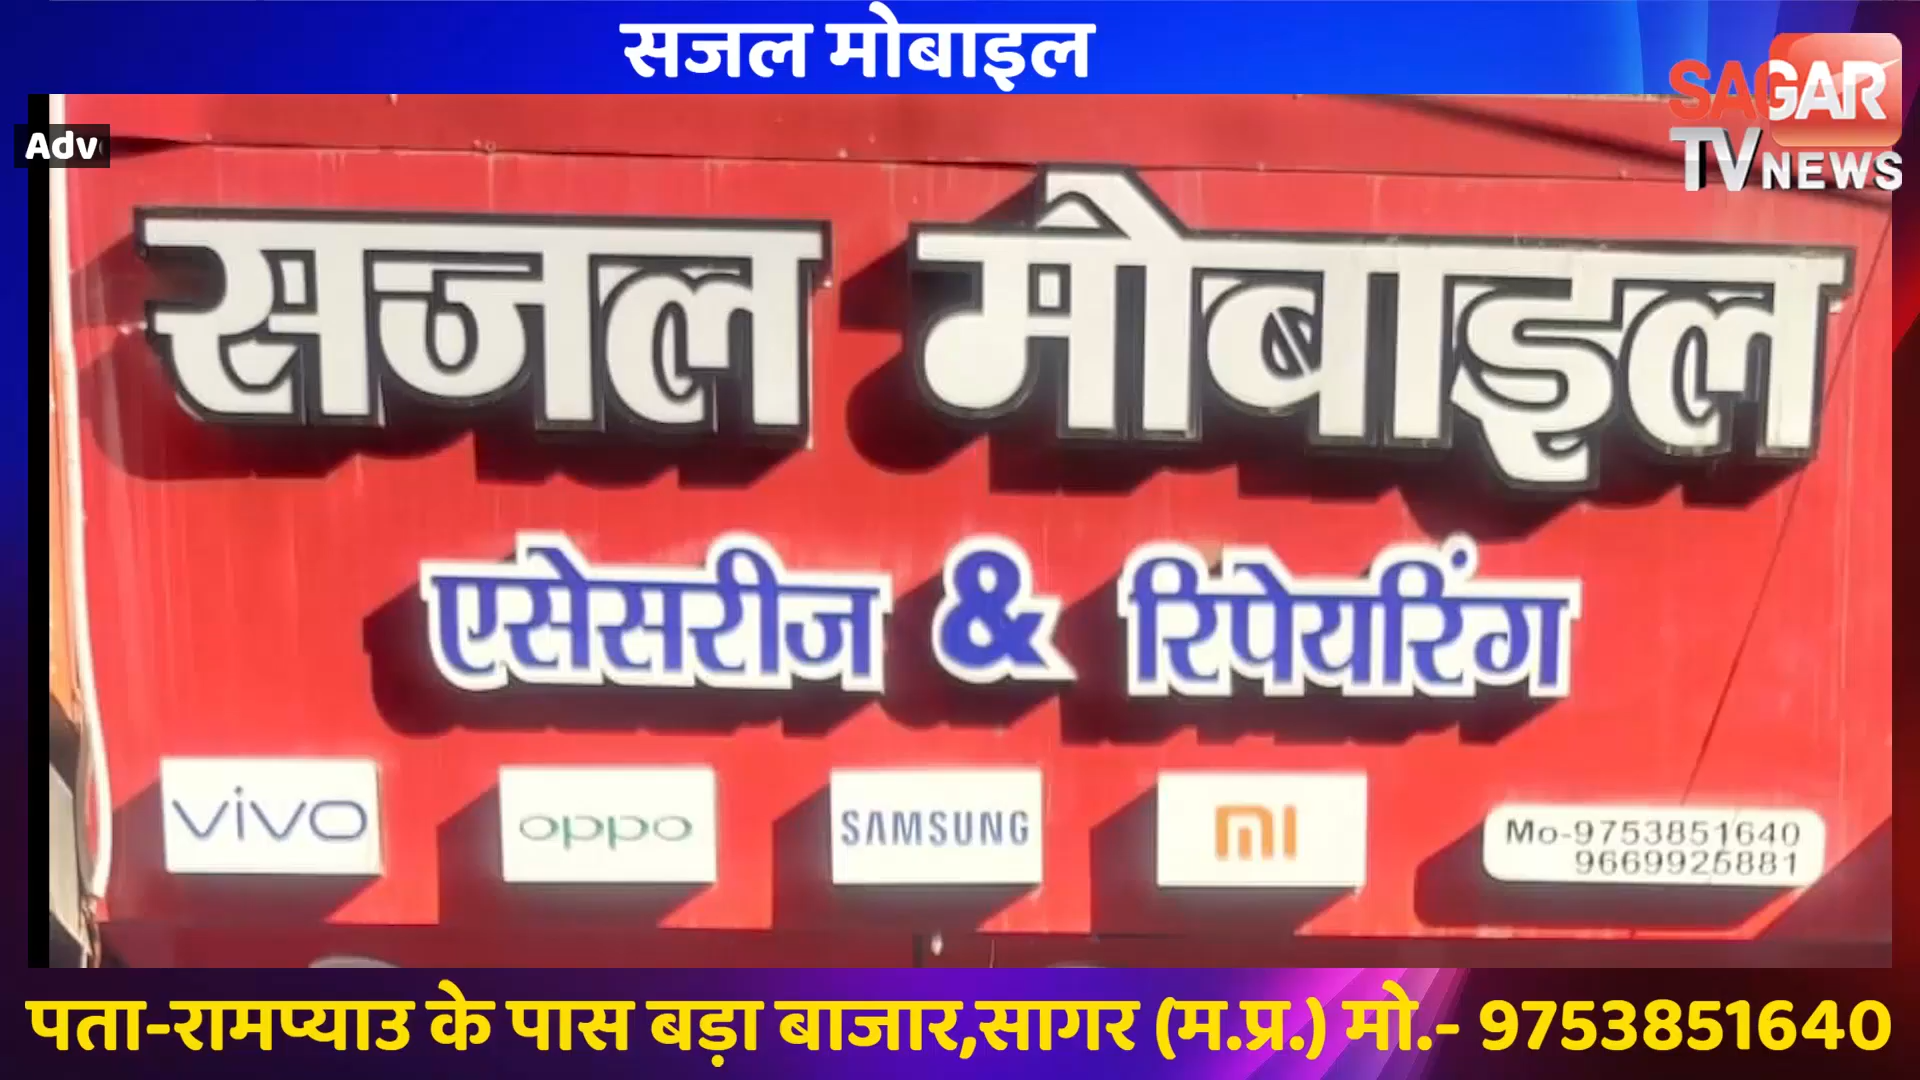 सजल मोबाइल
SAGAR
TV NEWS
Adv
सजल मोबाइल
एसेसरीज & रिपेयरिंग
vivo oppo SAMSUNG mi
Mo-9753851640
9669925881
पता-रामप्याउ के पास बड़ा बाजार,सागर (म.प्र.) मो.- 9753851640